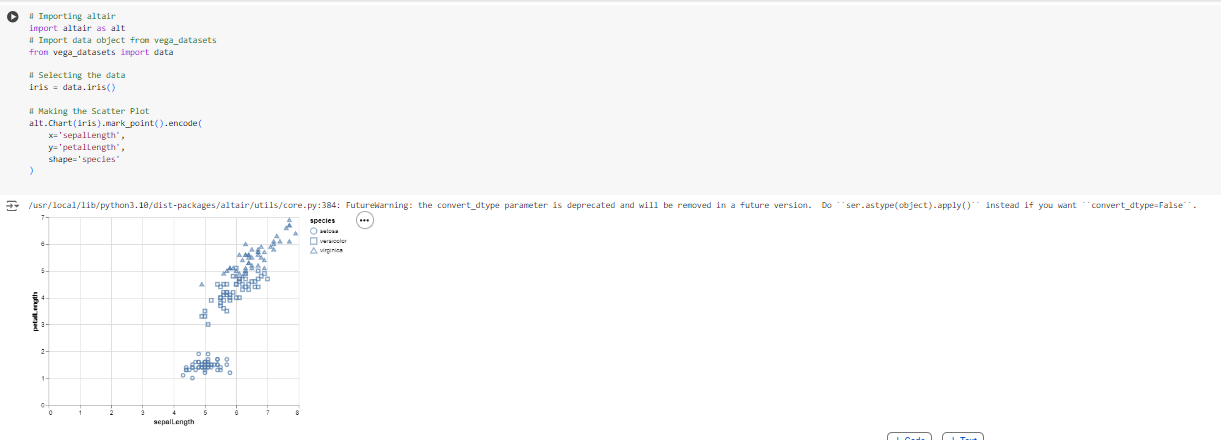 # Importing altair
import altair as alt
# Import data object from vega_datasets
from vega_datasets import data
# Selecting the data
iris = data.iris()
# Making the Scatter Plot
alt.Chart(iris).mark_point().encode(
x='sepalLength',
y='petalLength',
shape='species'
)
/usr/local/lib/python3.10/dist-packages/altair/utils/core.py:384: FutureWarning: the convert_dtype parameter is deprecated and will be removed in a future version.  Do ``ser.astype(object).apply()`` instead if you want ``convert_dtype=False``.
7
6
5
4
3
2
1
0
petalLength
0 1 2 3 4 5 6 7 8
sepalLength
species
setosa
versicolor
virginica
+ Code
+ Text